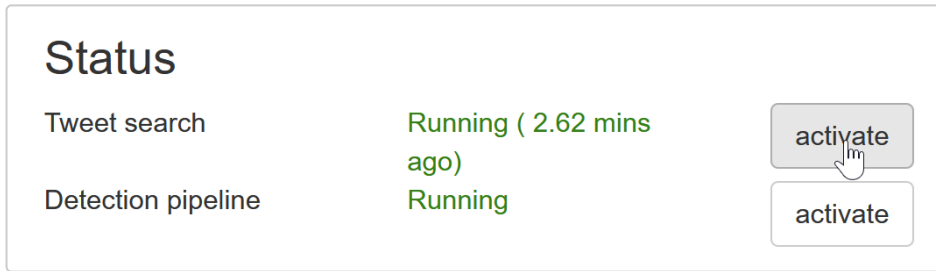 Status
Tweet search Running ( 2.62 mins ago) activate
Detection pipeline Running activate